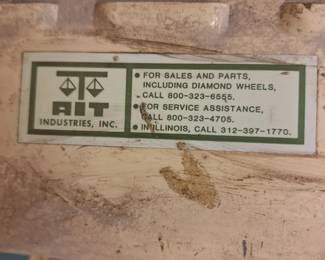 AIT
INDUSTRIES, INC.
• FOR SALES AND PARTS,
INCLUDING DIAMOND WHEELS,
CALL 800-323-6555.
• FOR SERVICE ASSISTANCE,
CALL 800-323-4705.
• IN ILLINOIS, CALL 312-397-1770.